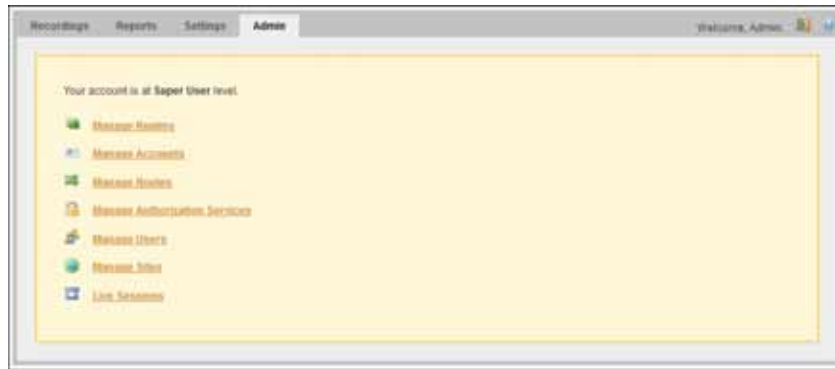 Recordings Reports Settings Admin Welcome, Admin
Your account is at Super User level.
Manage Routers
Manage Accounts
Manage Routes
Manage Authorization Services
Manage Users
Manage Sites
Live Sessions